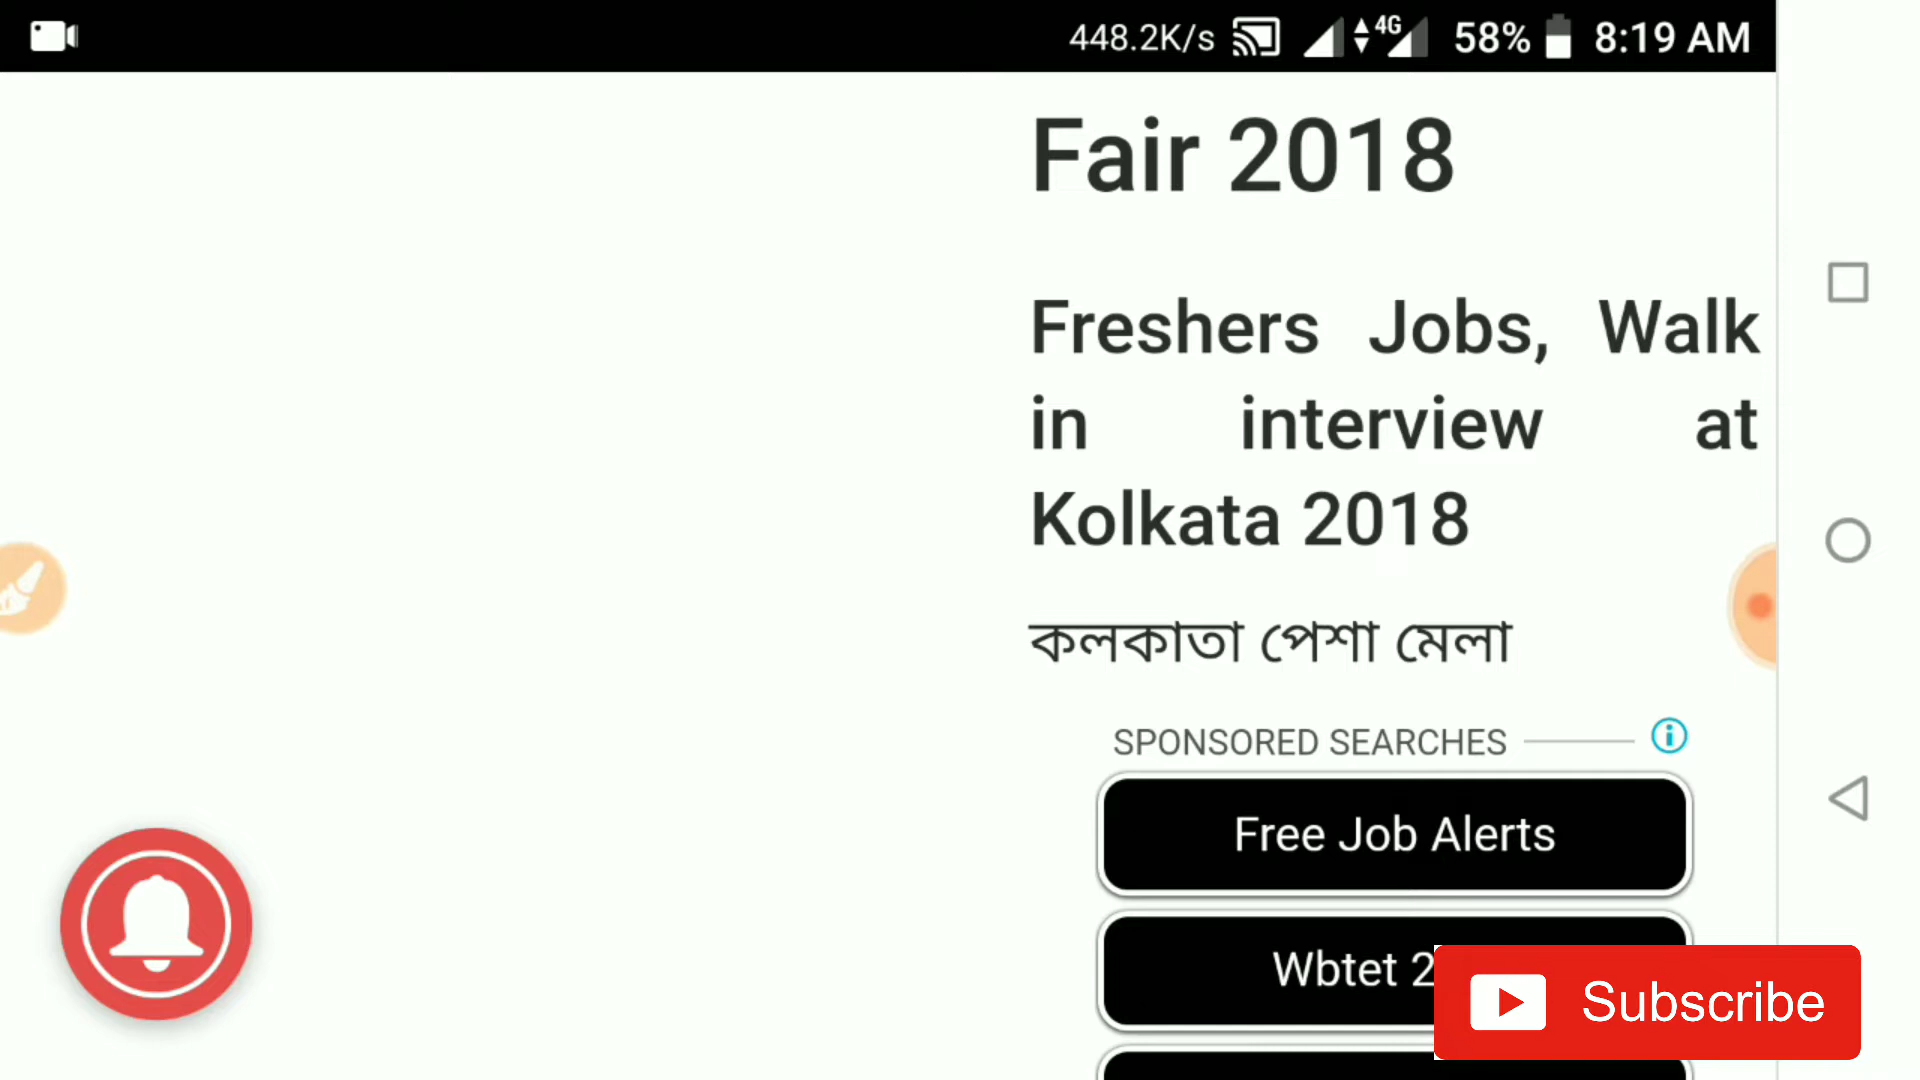 448.2K/s 4G 58% 8:19 AM
Fair 2018
Freshers Jobs, Walk
in interview at
Kolkata 2018
কলকাতা পেশা মেলা
SPONSORED SEARCHES
Free Job Alerts
Wbtet 2
Subscribe